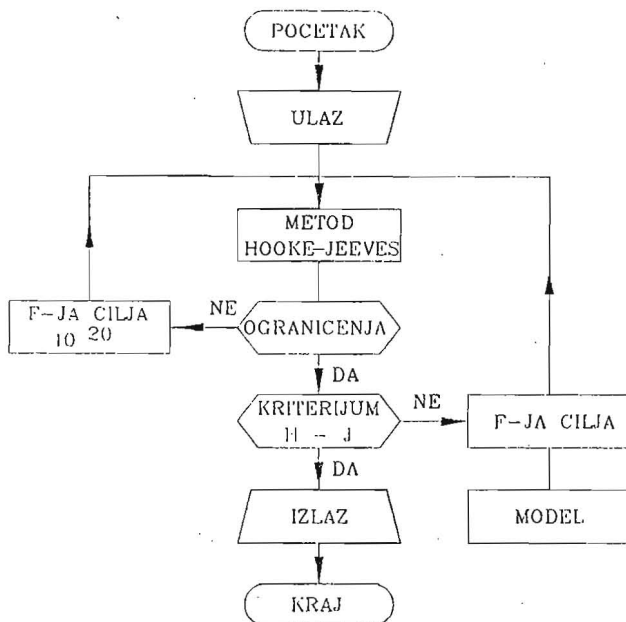 POCETAK
ULAZ
METOD
HOOKE-JEEVES
NE
F-JA CILJA
10 20
OGRANICENJA
DA
KRITERIJUM
H - J
NE
F-JA CILJA
DA
IZLAZ
MODEL
KRAJ